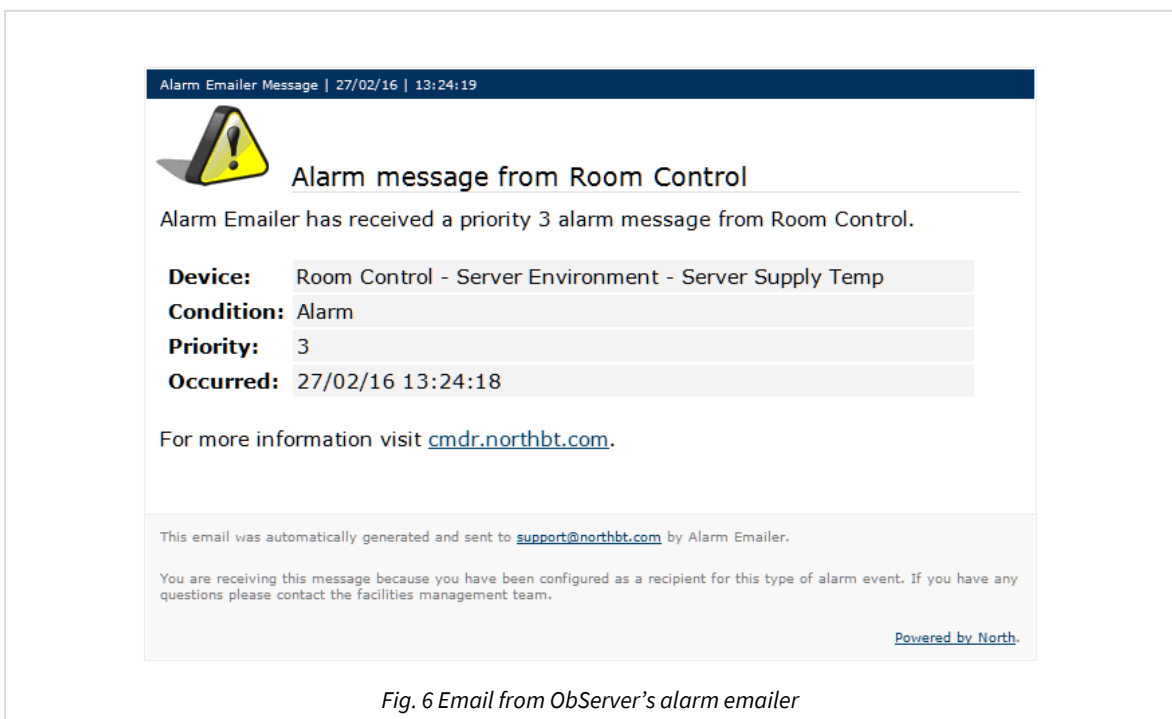 Alarm Emailer Message | 27/02/16 | 13:24:19
Alarm message from Room Control
Alarm Emailer has received a priority 3 alarm message from Room Control.
Device: Room Control - Server Environment - Server Supply Temp
Condition: Alarm
Priority: 3
Occurred: 27/02/16 13:24:18
For more information visit cmdr.northbt.com.
This email was automatically generated and sent to support@northbt.com by Alarm Emailer.
You are receiving this message because you have been configured as a recipient for this type of alarm event. If you have any
questions please contact the facilities management team.
Powered by North.
Fig. 6 Email from ObServer’s alarm emailer